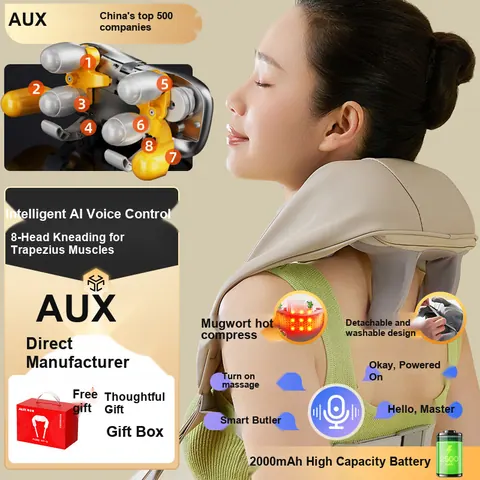 AUX
China's top 500
companies
1
2
3
4
5
6
7
8
Intelligent AI Voice Control
8-Head Kneading for
Trapezius Muscles
AUX
Direct
Manufacturer
Free
gift
Thoughtful
Gift
Gift Box
Mugwort hot
compress
Detachable and
washable design
Turn on
massage
Okay, Powered
On
Smart Butler
Hello, Master
2000mAh High Capacity Battery